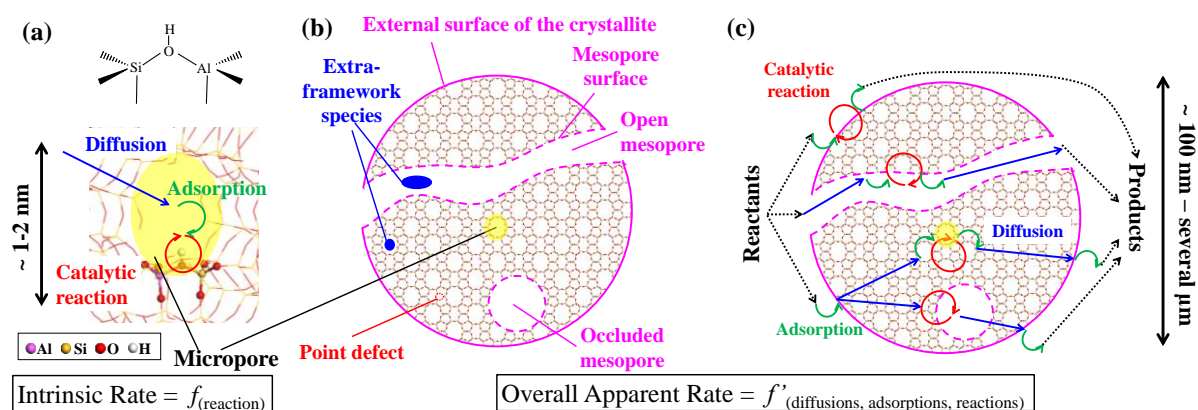 (a)
H
O
Si
Al
Diffusion
Adsorption
Catalytic
reaction
~ 1-2 nm
Al Si O H
Micropore
Intrinsic Rate = f(reaction)
(b)
External surface of the crystallite
Mesopore
surface
Extra-
framework
species
Open
mesopore
Point defect
Occluded
mesopore
(c)
Catalytic
reaction
Reactants
Products
Diffusion
Adsorption
~ 100 nm – several µm
Overall Apparent Rate = f’(diffusions, adsorptions, reactions)